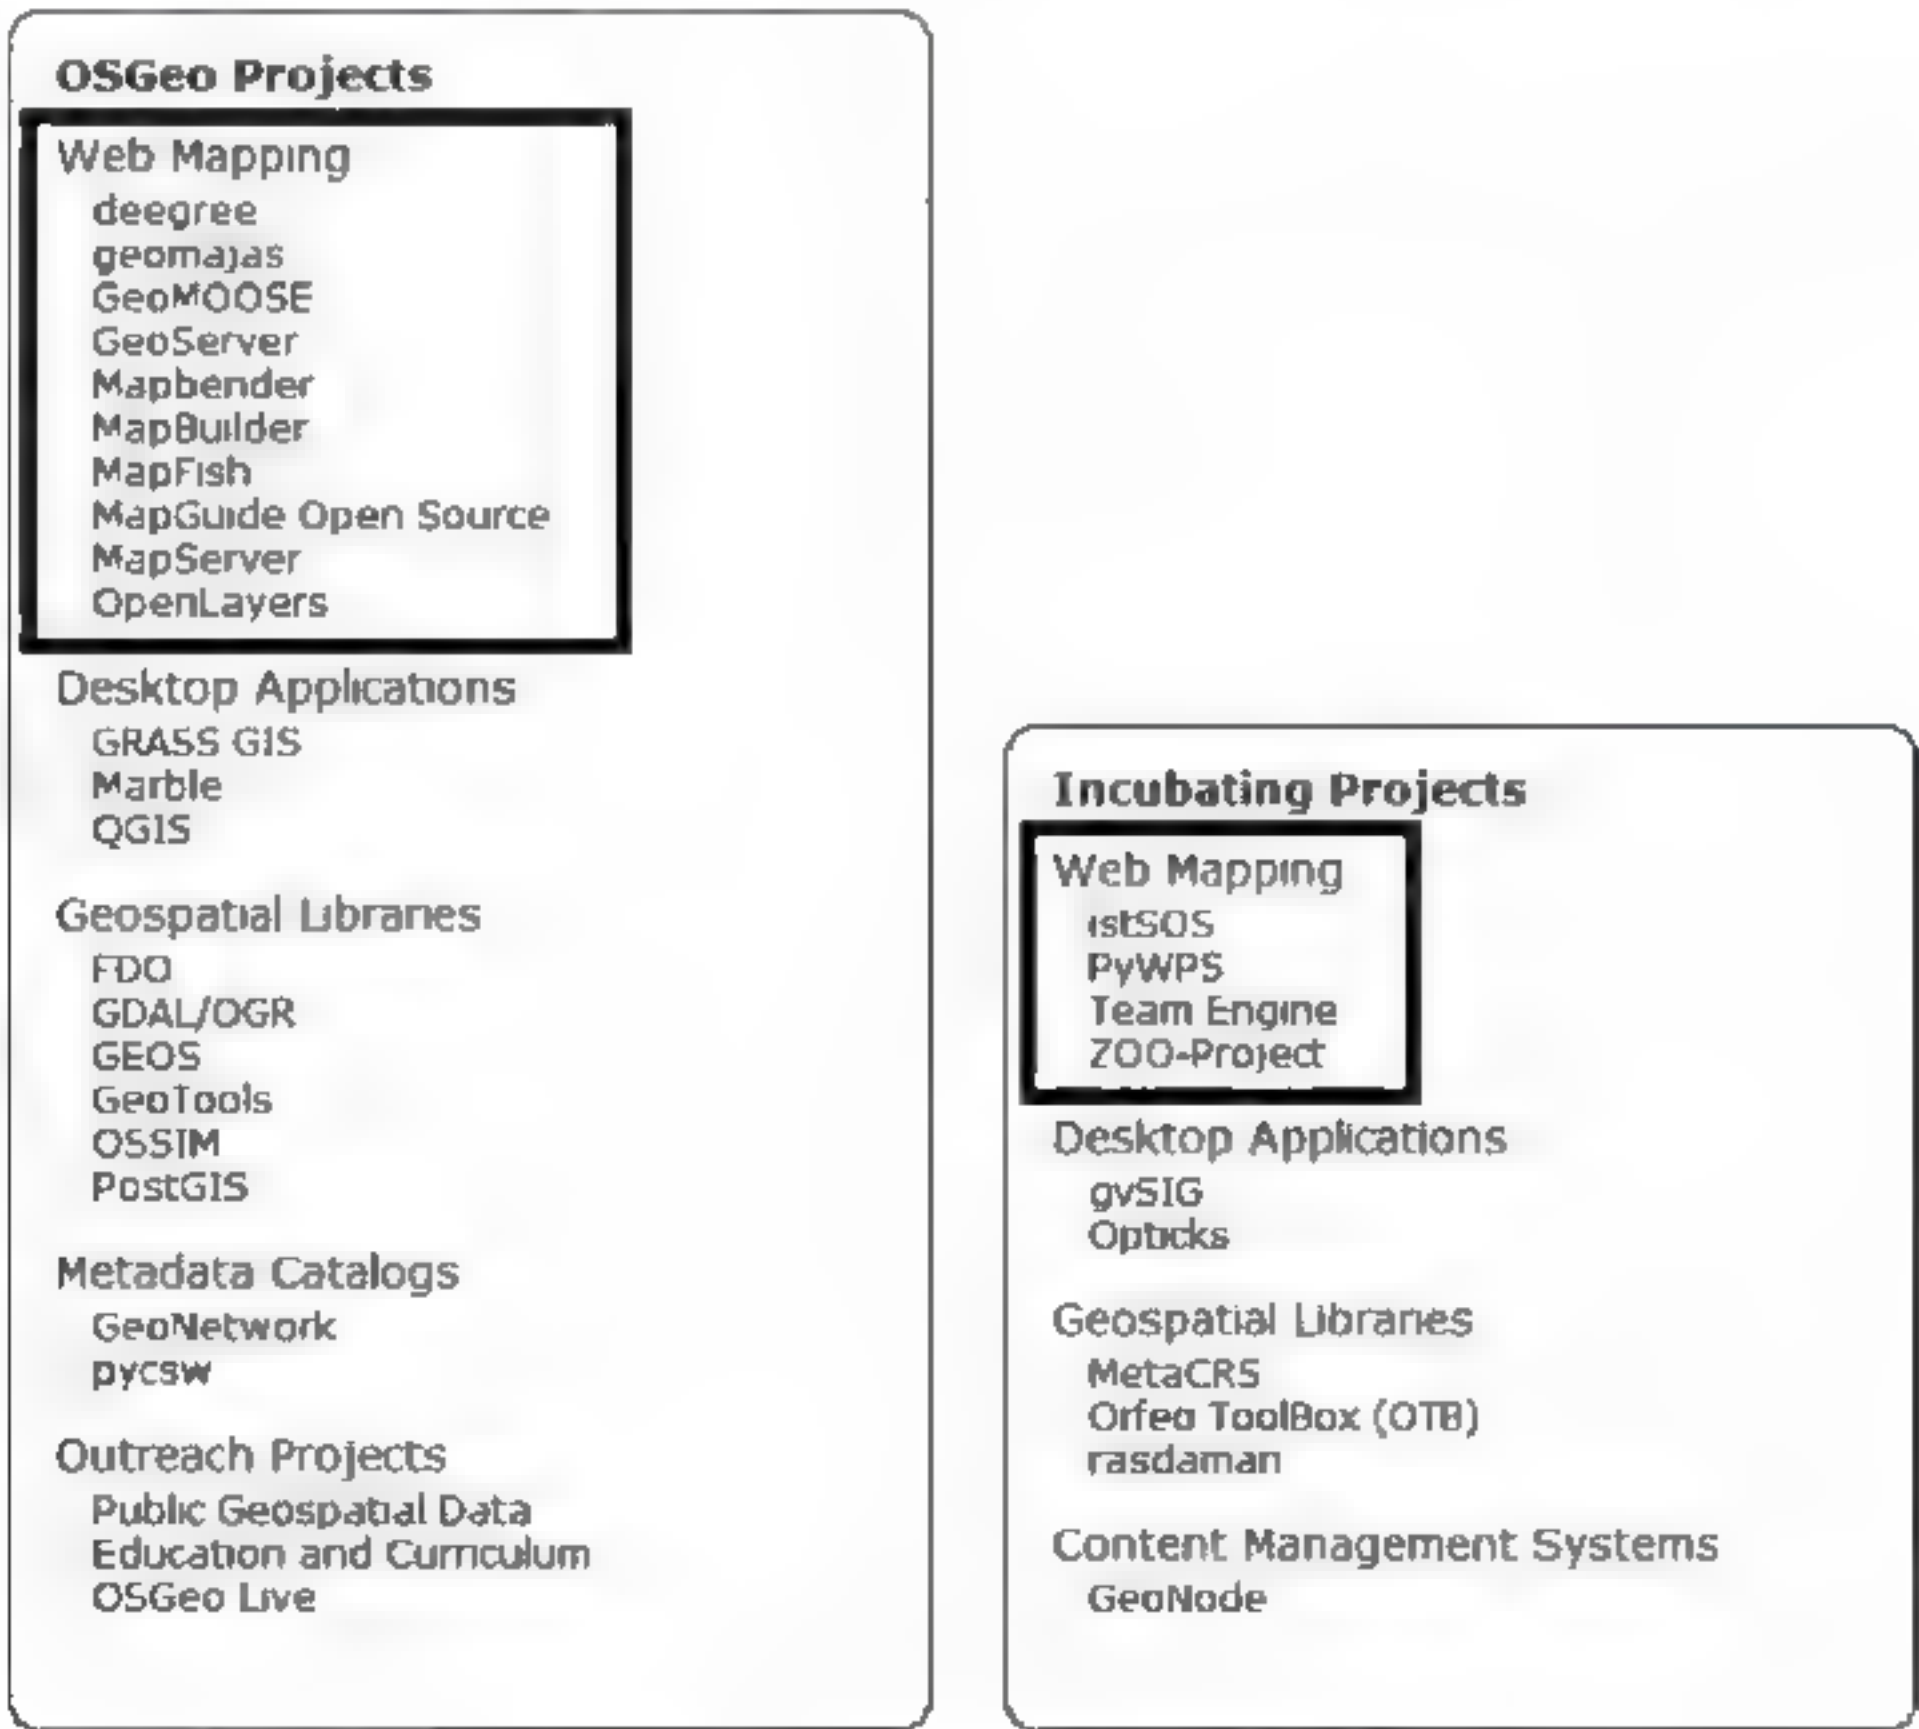 OSGeo Projects
Web Mapping
deegree
geomajas
GeoMOOSE
GeoServer
Mapbender
MapBuilder
MapFish
MapGuide Open Source
MapServer
OpenLayers
Desktop Applications
GRASS GIS
Marble
QGIS
Geospatial Libraries
FDO
GDAL/OGR
GEOS
GeoTools
OSSIM
PostGIS
Metadata Catalogs
GeoNetwork
pycsw
Outreach Projects
Public Geospatial Data
Education and Curriculum
OSGeo Live
Incubating Projects
Web Mapping
istSOS
PyWPS
Team Engine
ZOO-Project
Desktop Applications
gvSIG
Opticks
Geospatial Libraries
MetaCRS
Orfeo ToolBox (OTB)
rasdaman
Content Management Systems
GeoNode